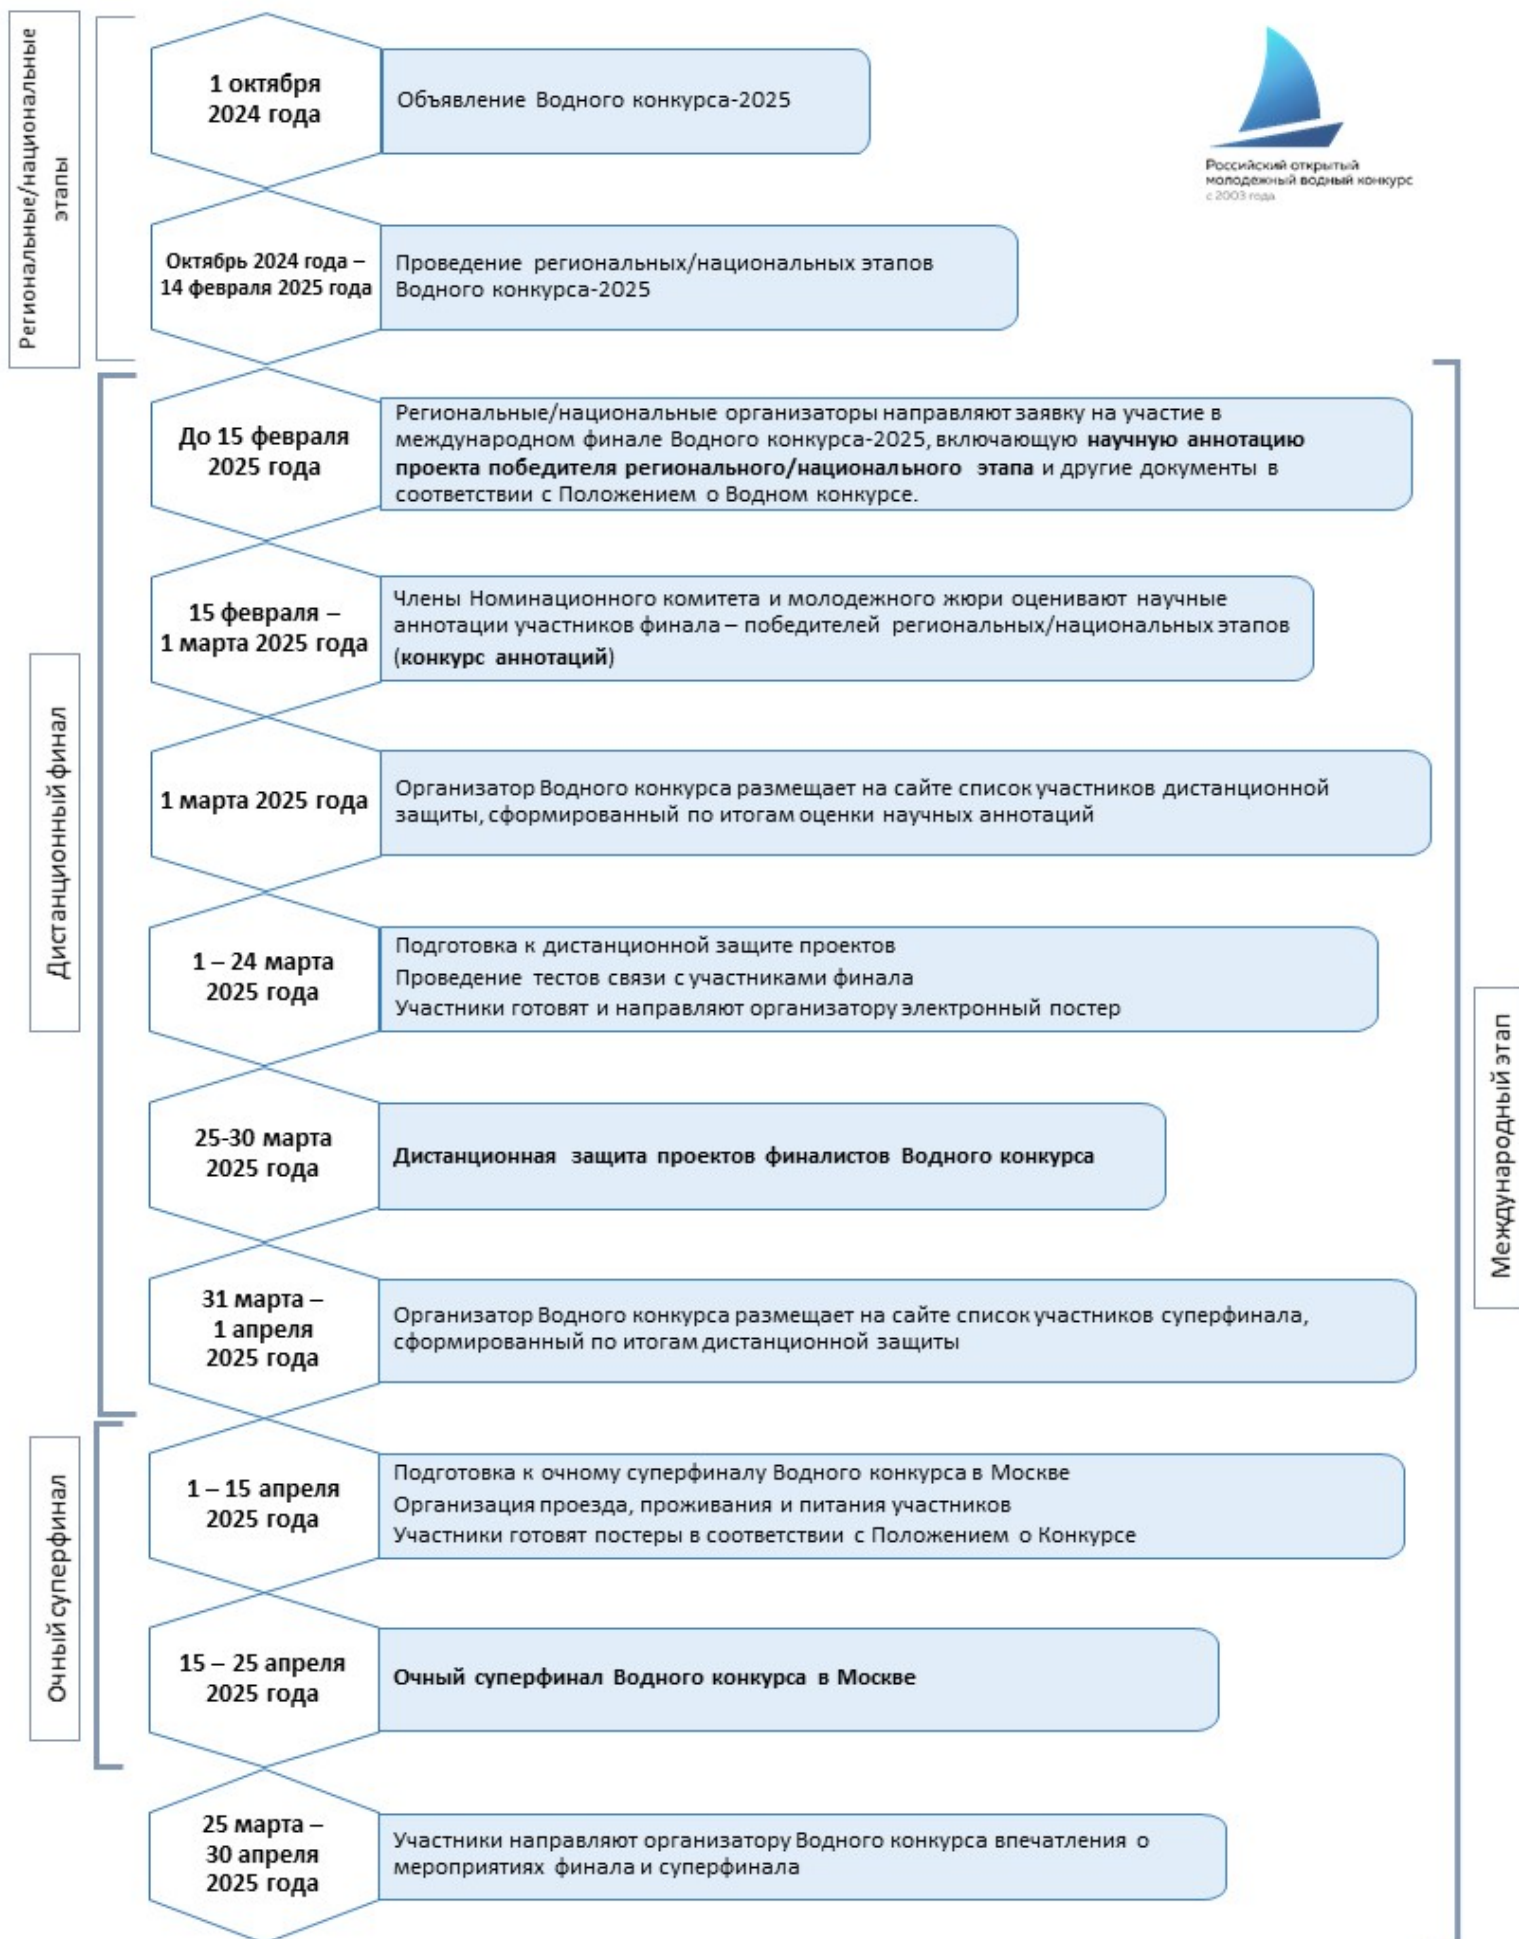 Региональные/национальные
этапы
1 октября
2024 года
Объявление Водного конкурса-2025
Российский открытый
молодежный водный конкурс
с 2003 года
Октябрь 2024 года –
14 февраля 2025 года
Проведение региональных/национальных этапов
Водного конкурса-2025
Дистанционный финал
Международный этап
До 15 февраля
2025 года
Региональные/национальные организаторы направляют заявку на участие в
международном финале Водного конкурса-2025, включающую научную аннотацию
проекта победителя регионального/национального этапа и другие документы в
соответствии с Положением о Водном конкурсе.
15 февраля –
1 марта 2025 года
Члены Номинационного комитета и молодежного жюри оценивают научные
аннотации участников финала – победителей региональных/национальных этапов
(конкурс аннотаций)
1 марта 2025 года
Организатор Водного конкурса размещает на сайте список участников дистанционной
защиты, сформированный по итогам оценки научных аннотаций
1 – 24 марта
2025 года
Подготовка к дистанционной защите проектов
Проведение тестов связи с участниками финала
Участники готовят и направляют организатору электронный постер
25-30 марта
2025 года
Дистанционная защита проектов финалистов Водного конкурса
31 марта –
1 апреля
2025 года
Организатор Водного конкурса размещает на сайте список участников суперфинала,
сформированный по итогам дистанционной защиты
Очный суперфинал
1 – 15 апреля
2025 года
Подготовка к очному суперфиналу Водного конкурса в Москве
Организация проезда, проживания и питания участников
Участники готовят постеры в соответствии с Положением о Конкурсе
15 – 25 апреля
2025 года
Очный суперфинал Водного конкурса в Москве
25 марта –
30 апреля
2025 года
Участники направляют организатору Водного конкурса впечатления о
мероприятиях финала и суперфинала